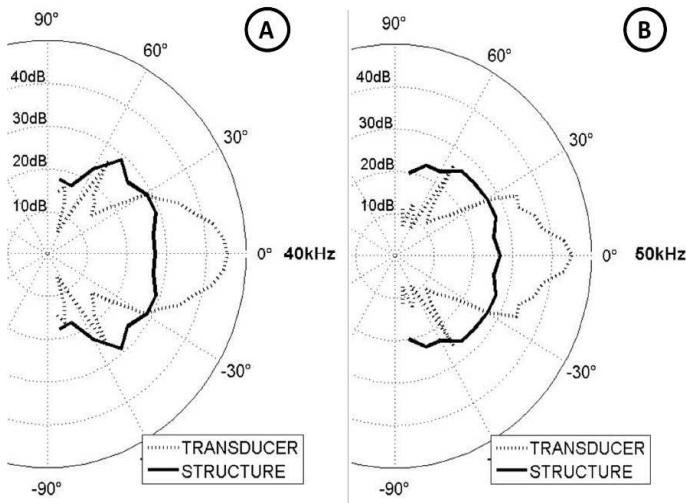 A
90°
60°
30°
0°
-30°
-90°
40dB
30dB
20dB
10dB
40kHz
TRANSDUCER
STRUCTURE
B
90°
60°
30°
0°
-30°
-90°
40dB
30dB
20dB
10dB
50kHz
TRANSDUCER
STRUCTURE